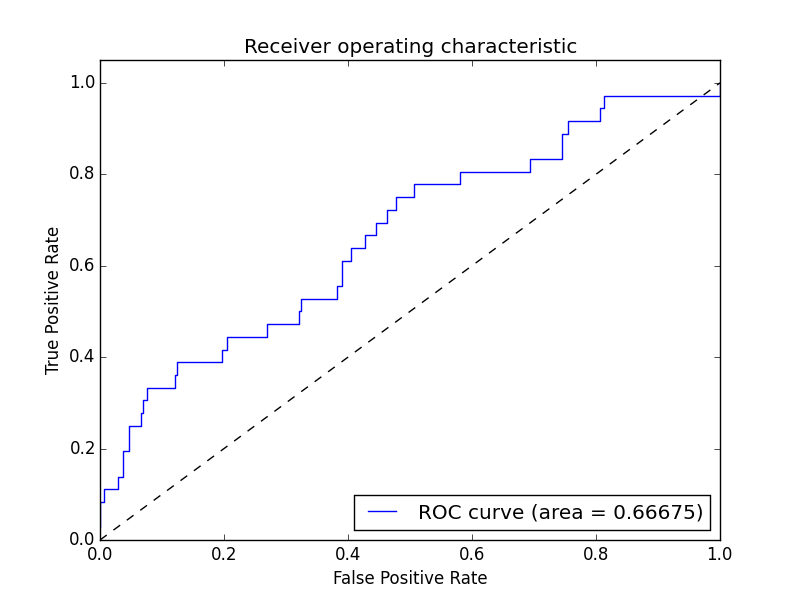 Receiver operating characteristic
1.0
0.8
0.6
0.4
0.2
0.0
True Positive Rate
ROC curve (area = 0.66675)
0.0 0.2 0.4 0.6 0.8 1.0
False Positive Rate